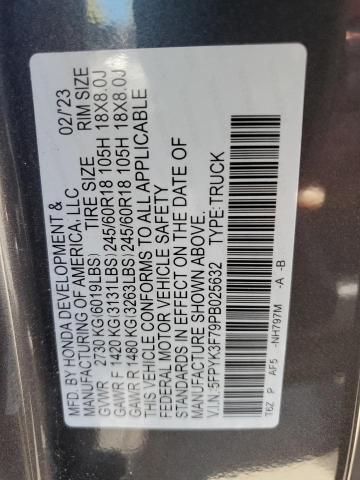 MFD. BY HONDA DEVELOPMENT & 02/'23
MANUFACTURING OF AMERICA, LLC
TIRE SIZE RIM SIZE
GVWR 2730 KG(6019LBS)
GAWR F 1420 KG(3131LBS) 245/60R18 105H 18X8.0J
GAWR R 1480 KG(3263LBS) 245/60R18 105H 18X8.0J
THIS VEHICLE CONFORMS TO ALL APPLICABLE
FEDERAL MOTOR VEHICLE SAFETY
STANDARDS IN EFFECT ON THE DATE OF
MANUFACTURE SHOWN ABOVE.
V.I.N: 5FPYK3F79PB025632 TYPE:TRUCK
T6Z P AF5 -NH797M -A -B